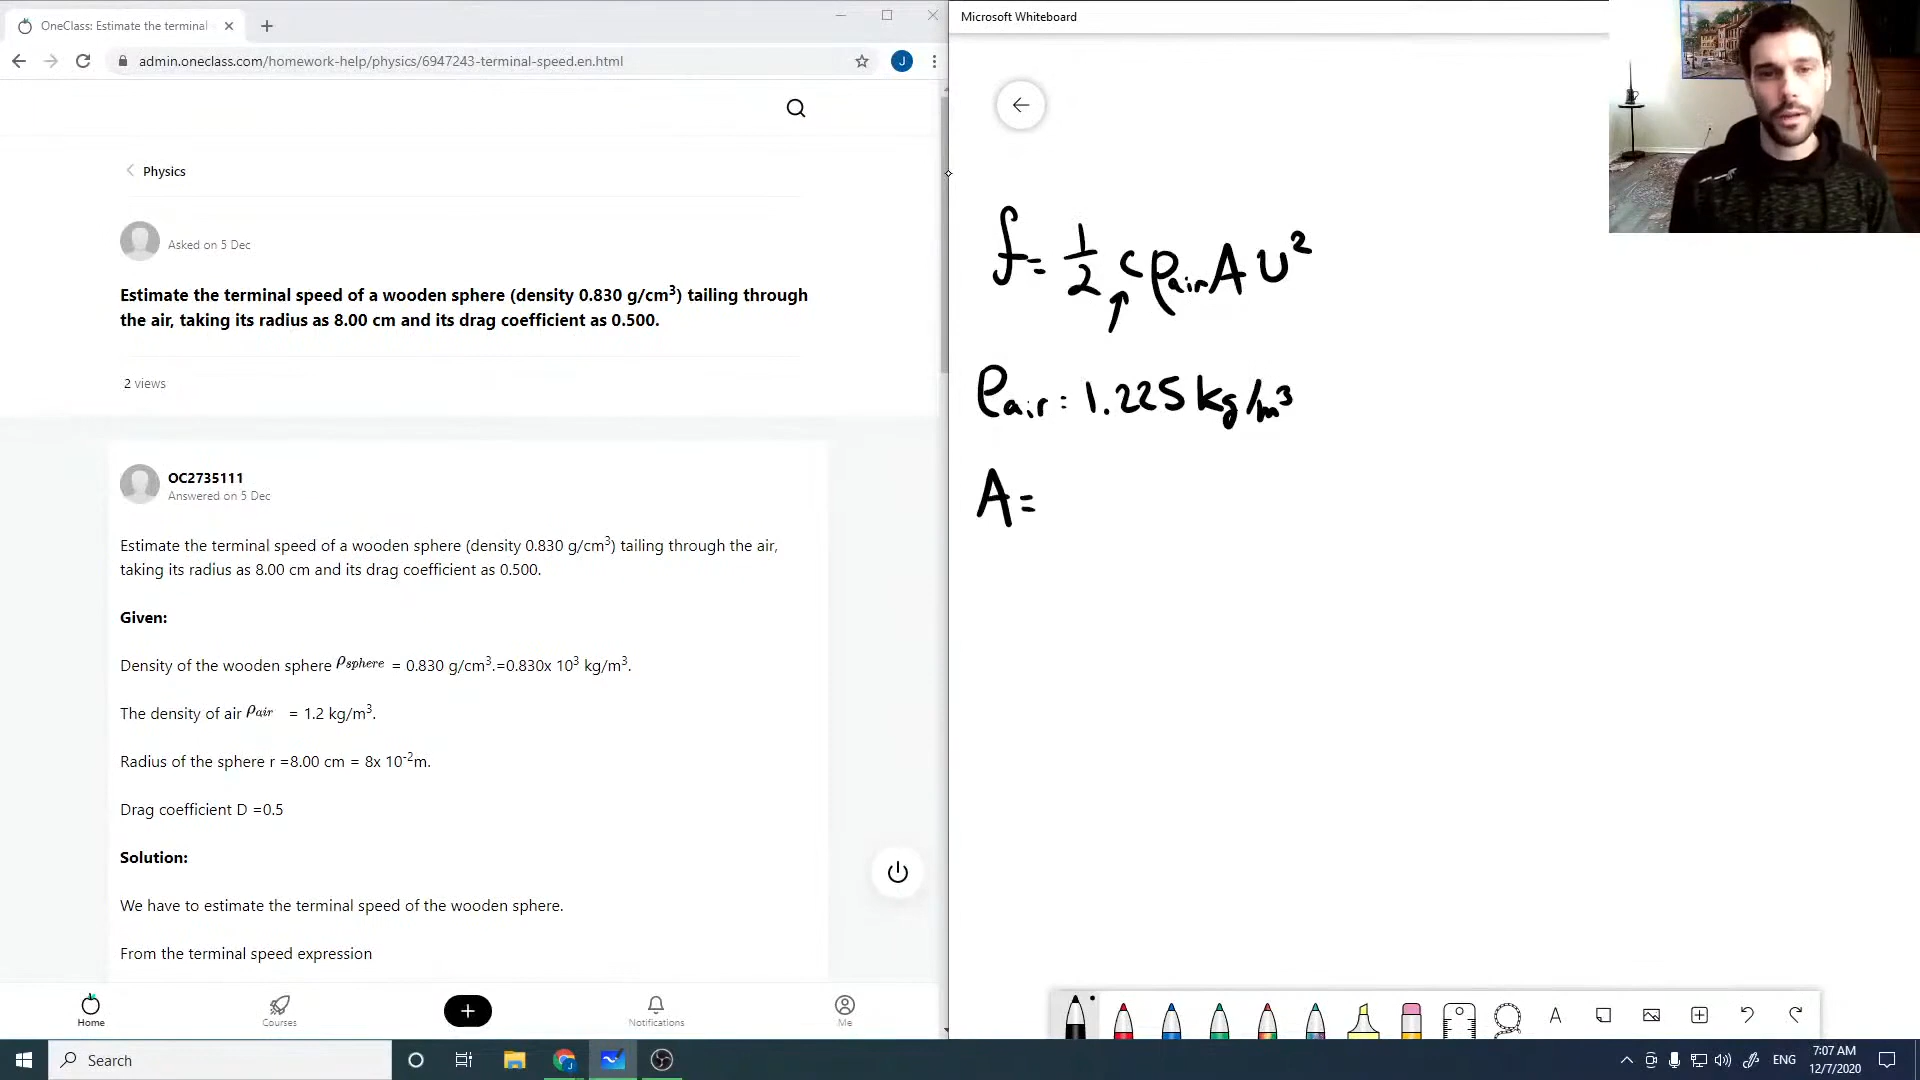 OneClass: Estimate the terminal
Microsoft Whiteboard
admin.oneclass.com/homework-help/physics/6947243-terminal-speed.en.html
J
Physics
Asked on 5 Dec
Estimate the terminal speed of a wooden sphere (density 0.830 g/cm³) tailing through
the air, taking its radius as 8.00 cm and its drag coefficient as 0.500.
2 views
OC2735111
Answered on 5 Dec
Estimate the terminal speed of a wooden sphere (density 0.830 g/cm³) tailing through the air,
taking its radius as 8.00 cm and its drag coefficient as 0.500.
Given:
Density of the wooden sphere ρsphere = 0.830 g/cm³.=0.830x 10³ kg/m³.
The density of air ρair = 1.2 kg/m³.
Radius of the sphere r =8.00 cm = 8x 10⁻²m.
Drag coefficient D =0.5
Solution:
We have to estimate the terminal speed of the wooden sphere.
From the terminal speed expression
Home
Courses
Notifications
Me
f= 1/2 c ρair A υ²
ρair = 1.225 kg/m³
A=
A
Search
ENG
7:07 AM
12/7/2020